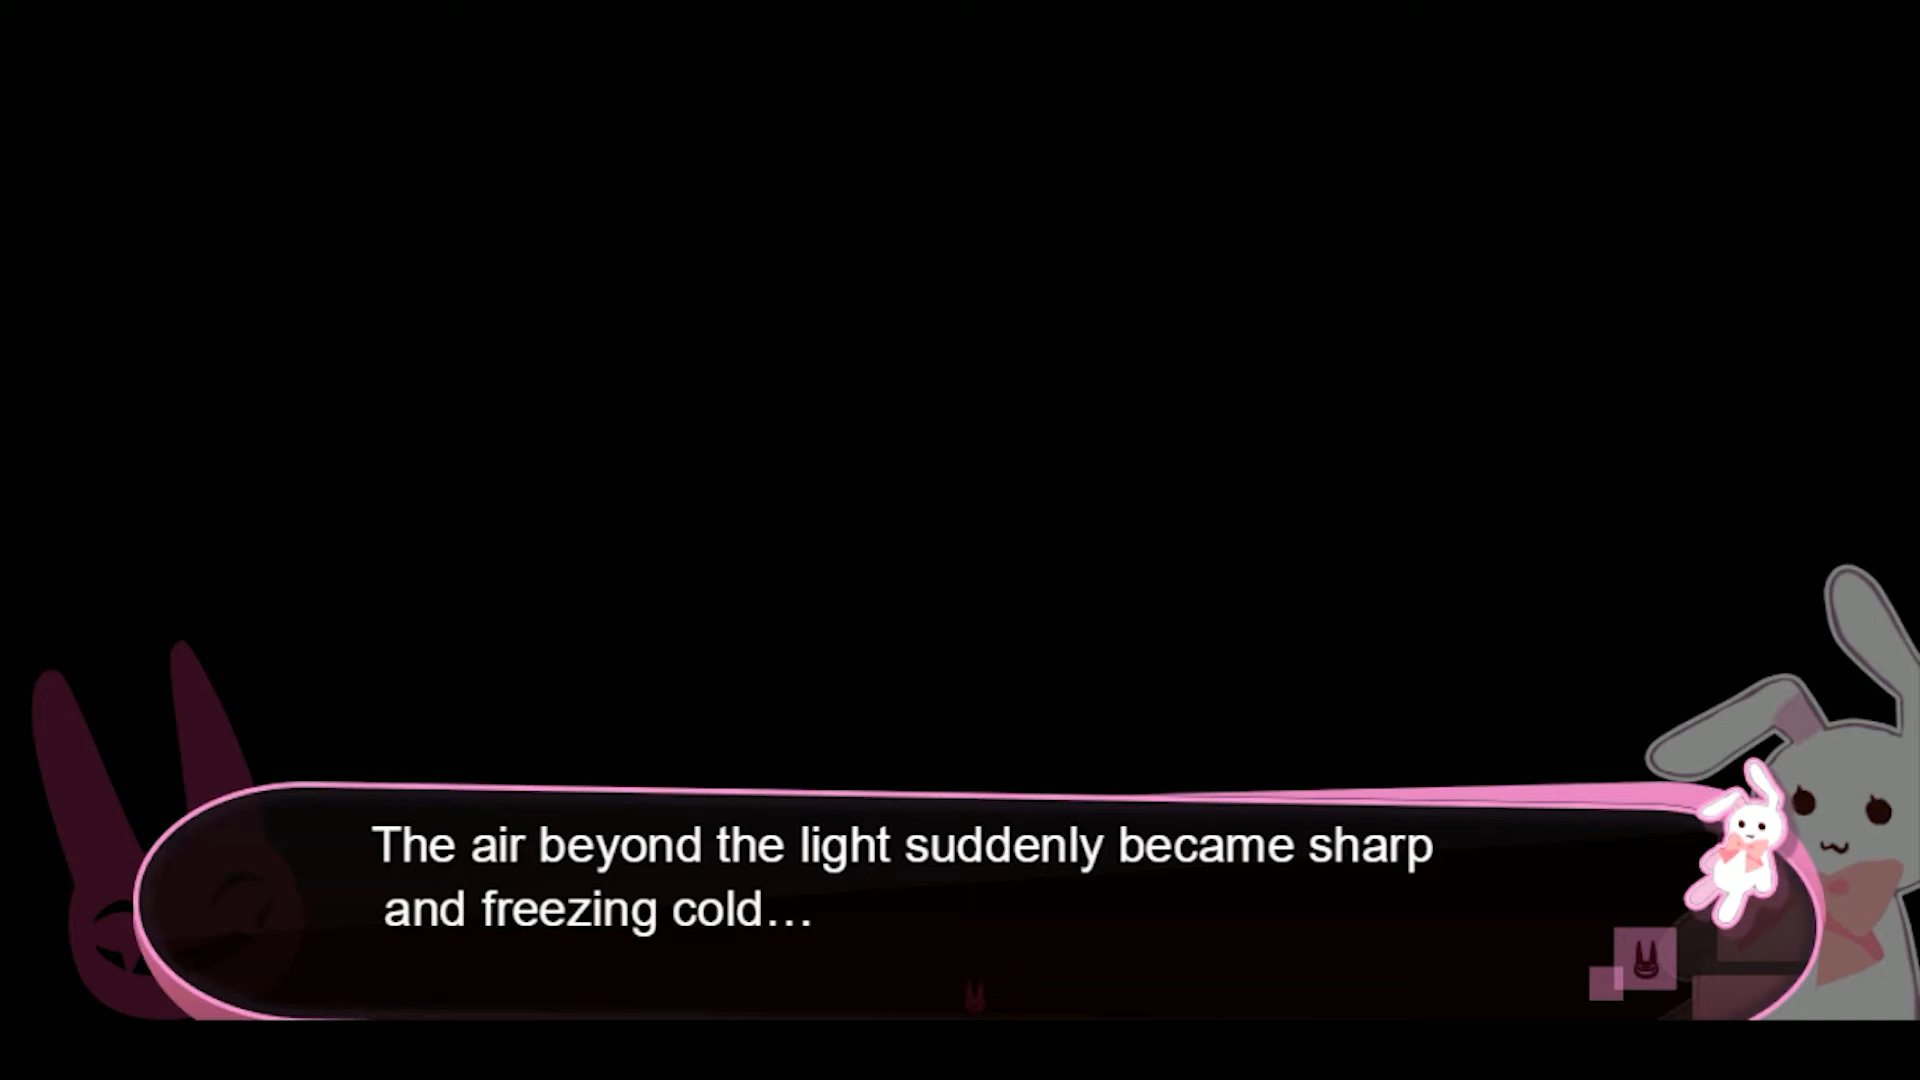 The air beyond the light suddenly became sharp
and freezing cold…